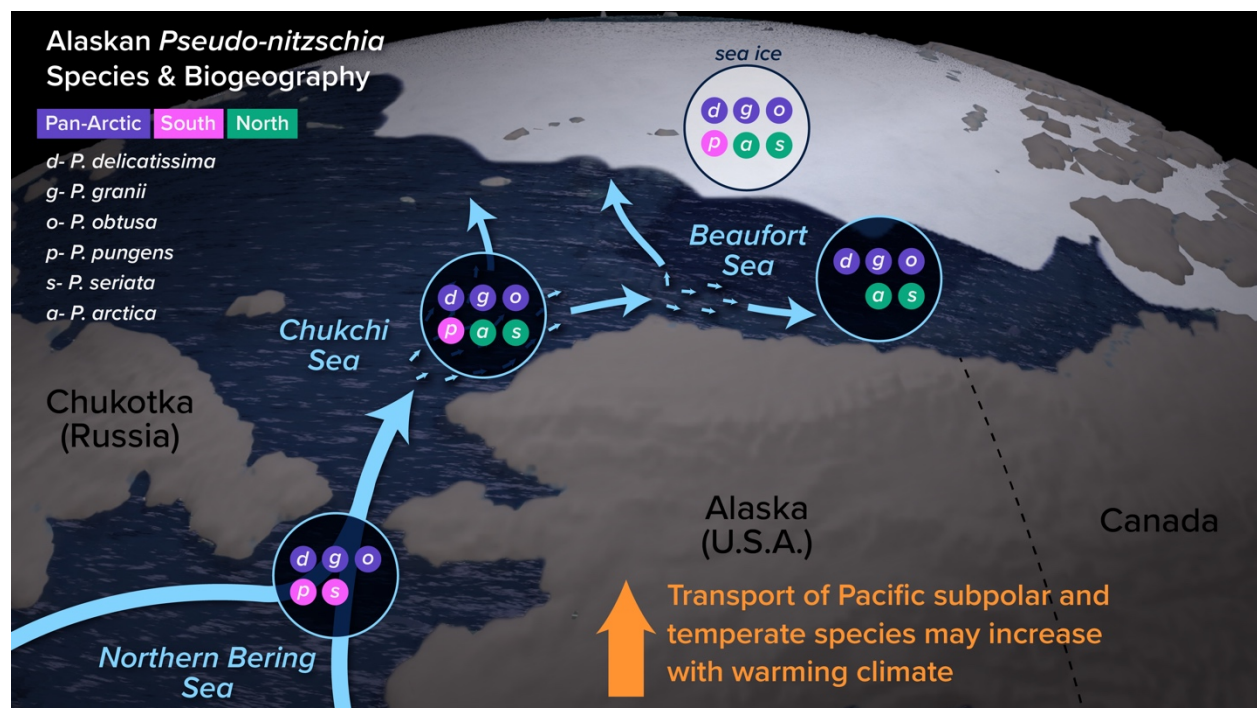 Alaskan Pseudo-nitzschia
Species & Biogeography
Pan-Arctic South North
d- P. delicatissima
g- P. granii
o- P. obtusa
p- P. pungens
s- P. seriata
a- P. arctica
sea ice
d g o
p a s
Beaufort
Sea
d g o
a s
d g o
p a s
Chukchi
Sea
Chukotka
(Russia)
Alaska
(U.S.A.)
Canada
d g o
p s
Northern Bering
Sea
Transport of Pacific subpolar and
temperate species may increase
with warming climate